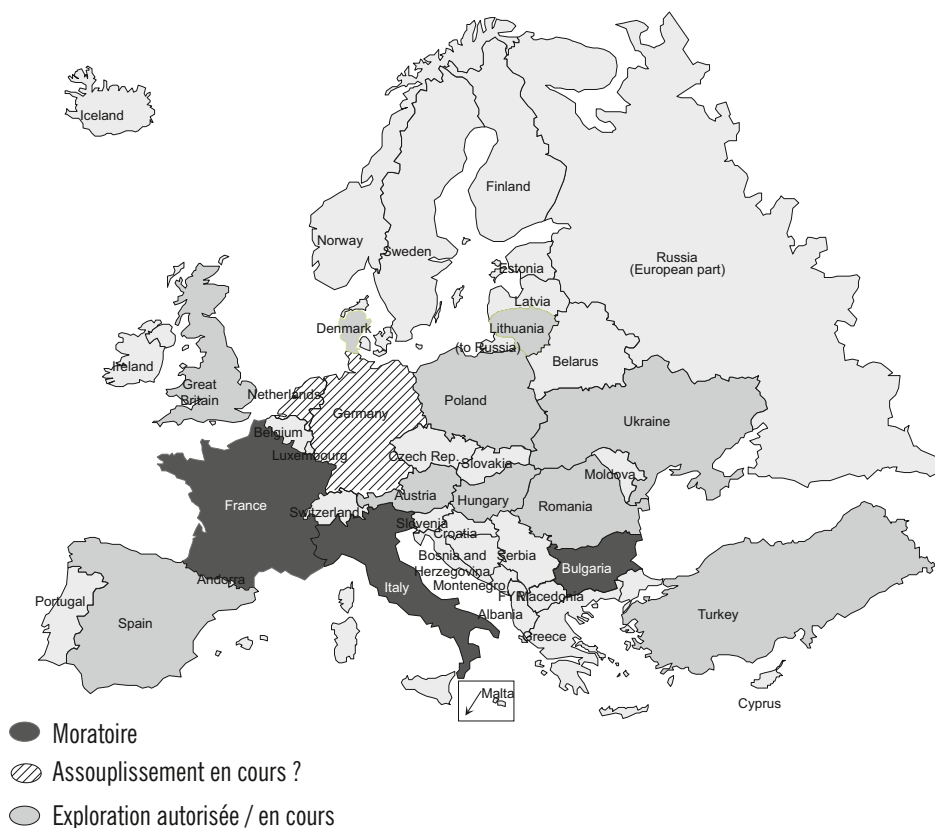 Iceland
Finland
Norway
Sweden
Russia
(European part)
Estonia
Latvia
Denmark
Lithuania
(to Russia)
Belarus
Ireland
Great
Britain
Netherlands
Germany
Poland
Ukraine
Belgium
Luxembourg
Czech Rep.
Slovakia
Moldova
France
Switzerland
Austria
Hungary
Romania
Slovenia
Croatia
Bosnia and
Herzegovina
Serbia
Bulgaria
Andorra
Italy
Montenegro
FYR Macedonia
Albania
Portugal
Spain
Greece
Turkey
Malta
Cyprus
Moratoire
Assouplissement en cours ?
Exploration autorisée / en cours